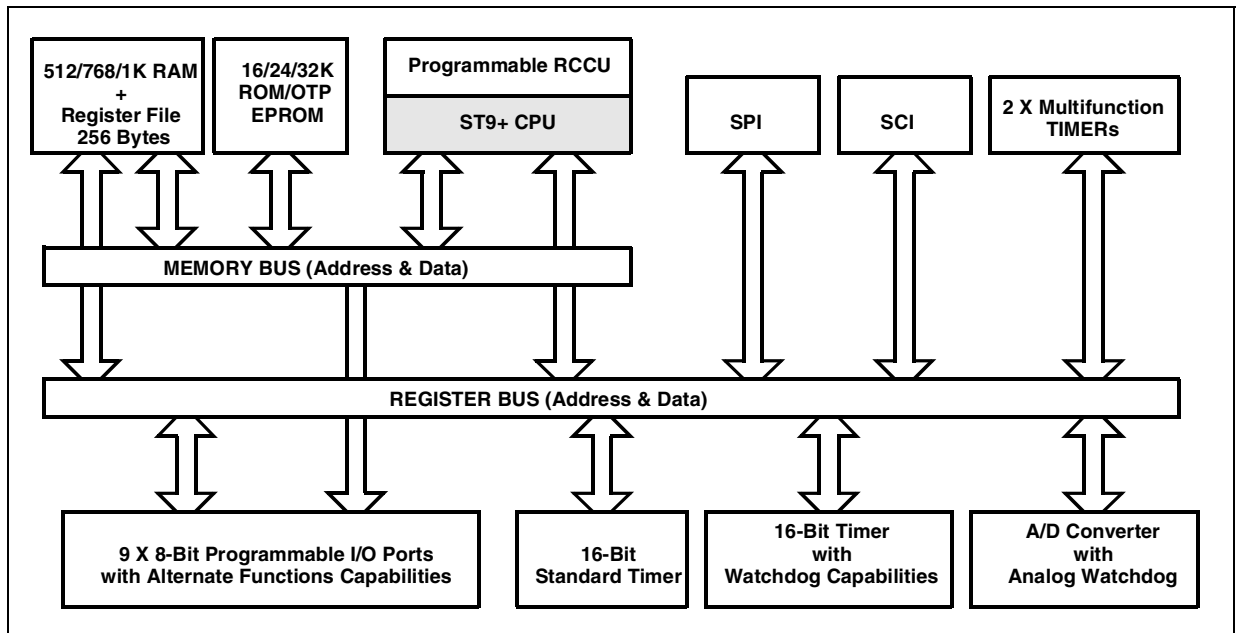 512/768/1K RAM
+
Register File
256 Bytes
16/24/32K
ROM/OTP
EPROM
Programmable RCCU
ST9+ CPU
SPI
SCI
2 X Multifunction
TIMERs
MEMORY BUS (Address & Data)
REGISTER BUS (Address & Data)
9 X 8-Bit Programmable I/O Ports
with Alternate Functions Capabilities
16-Bit
Standard Timer
16-Bit Timer
with
Watchdog Capabilities
A/D Converter
with
Analog Watchdog